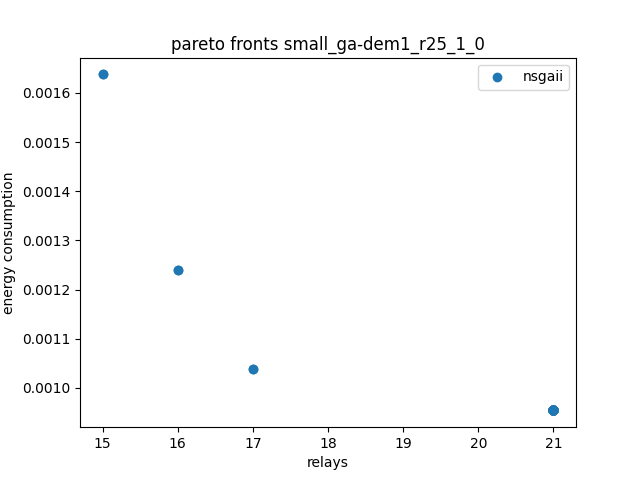 pareto fronts small_ga-dem1_r25_1_0
nsgaii
0.0016
0.0015
0.0014
0.0013
0.0012
0.0011
0.0010
energy consumption
15 16 17 18 19 20 21
relays